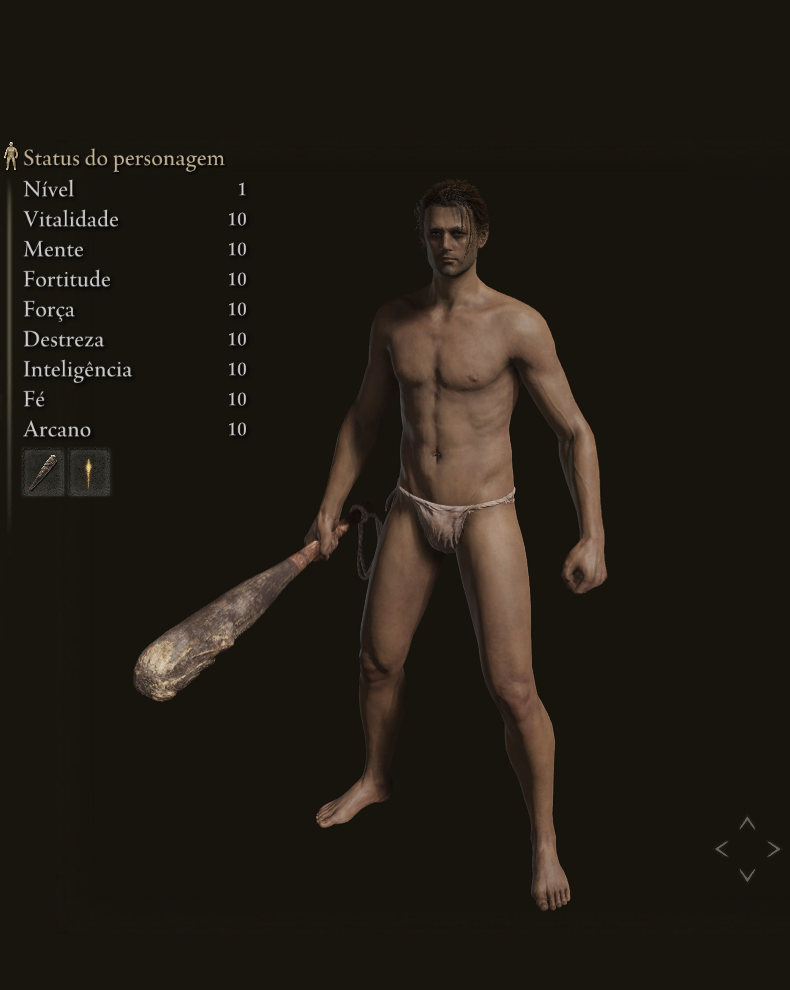 Status do personagem
Nível 1
Vitalidade 10
Mente 10
Fortitude 10
Força 10
Destreza 10
Inteligência 10
Fé 10
Arcano 10